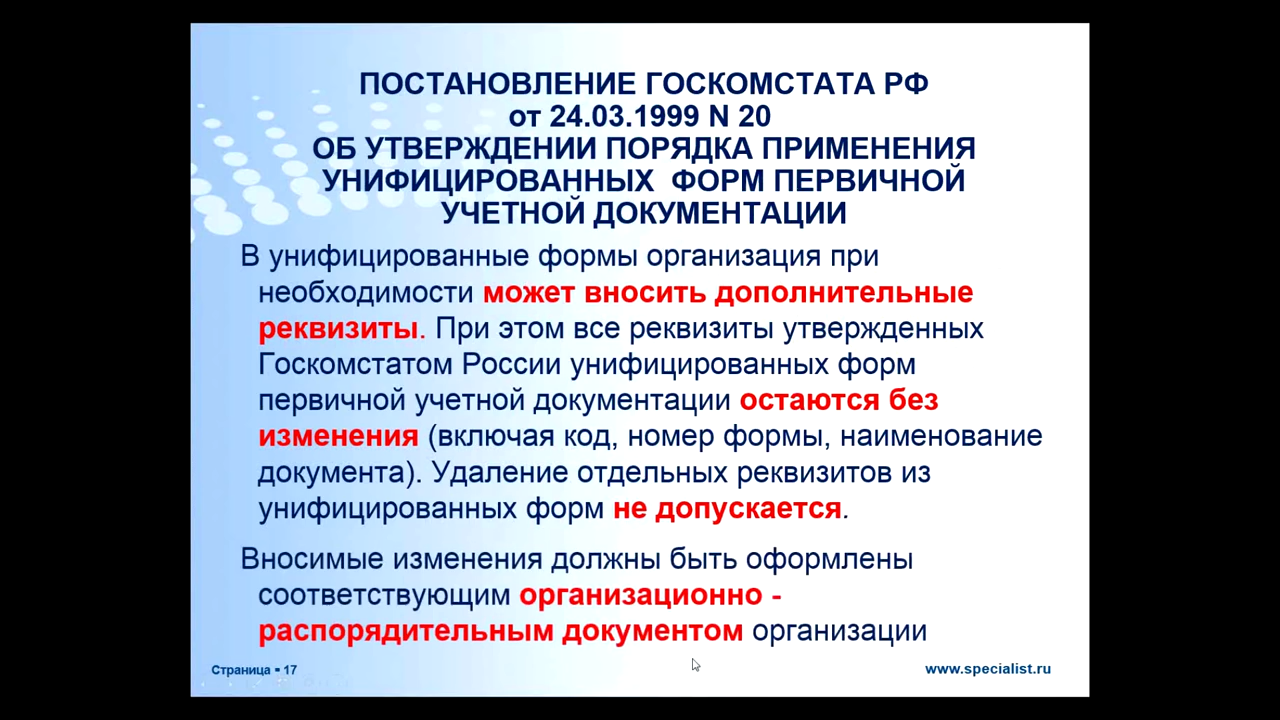 ПОСТАНОВЛЕНИЕ ГОСКОМСТАТА РФ
от 24.03.1999 N 20
ОБ УТВЕРЖДЕНИИ ПОРЯДКА ПРИМЕНЕНИЯ
УНИФИЦИРОВАННЫХ ФОРМ ПЕРВИЧНОЙ
УЧЕТНОЙ ДОКУМЕНТАЦИИ
В унифицированные формы организация при
необходимости может вносить дополнительные
реквизиты. При этом все реквизиты утвержденных
Госкомстатом России унифицированных форм
первичной учетной документации остаются без
изменения (включая код, номер формы, наименование
документа). Удаление отдельных реквизитов из
унифицированных форм не допускается.
Вносимые изменения должны быть оформлены
соответствующим организационно -
распорядительным документом организации
Страница ▪ 17
www.specialist.ru